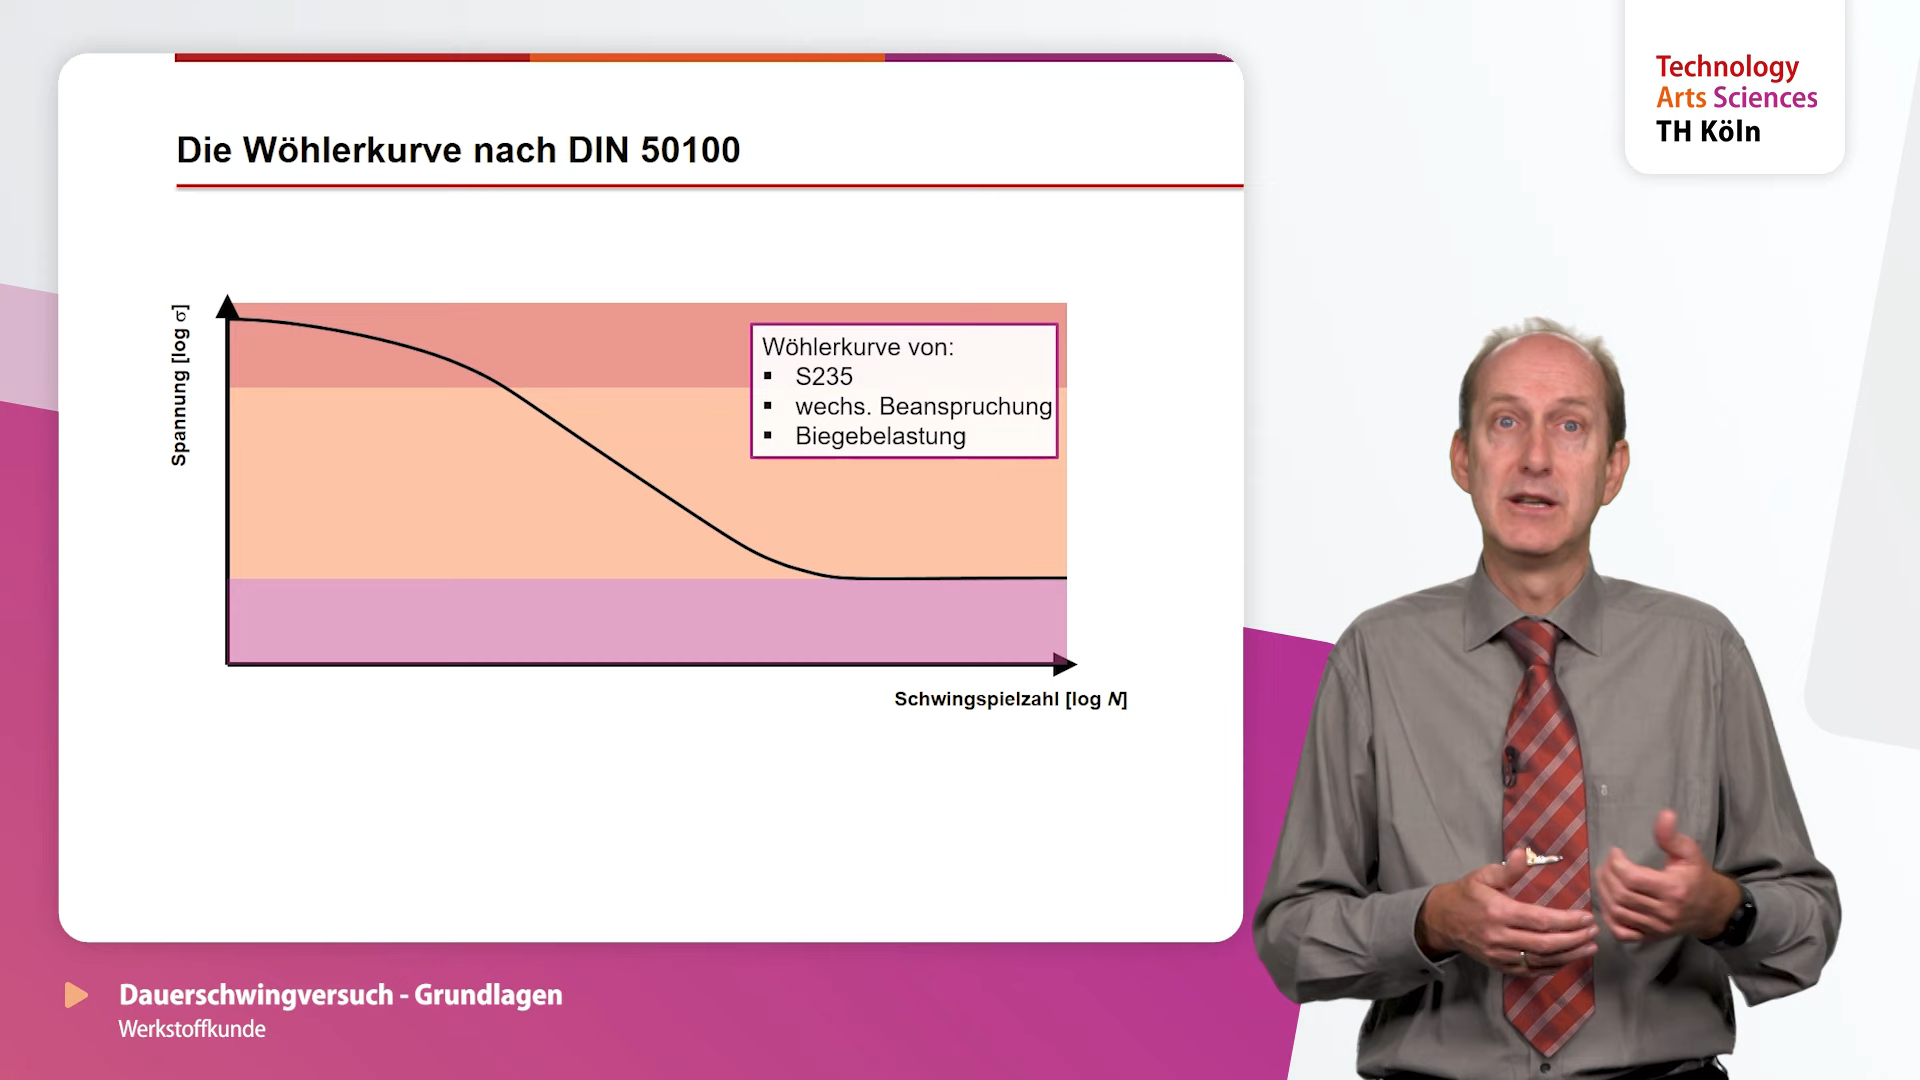 Technology
Arts Sciences
TH Köln
Die Wöhlerkurve nach DIN 50100
Spannung [log σ]
Wöhlerkurve von:
▪ S235
▪ wechs. Beanspruchung
▪ Biegebelastung
Schwingspielzahl [log N]
Dauerschwingversuch - Grundlagen
Werkstoffkunde